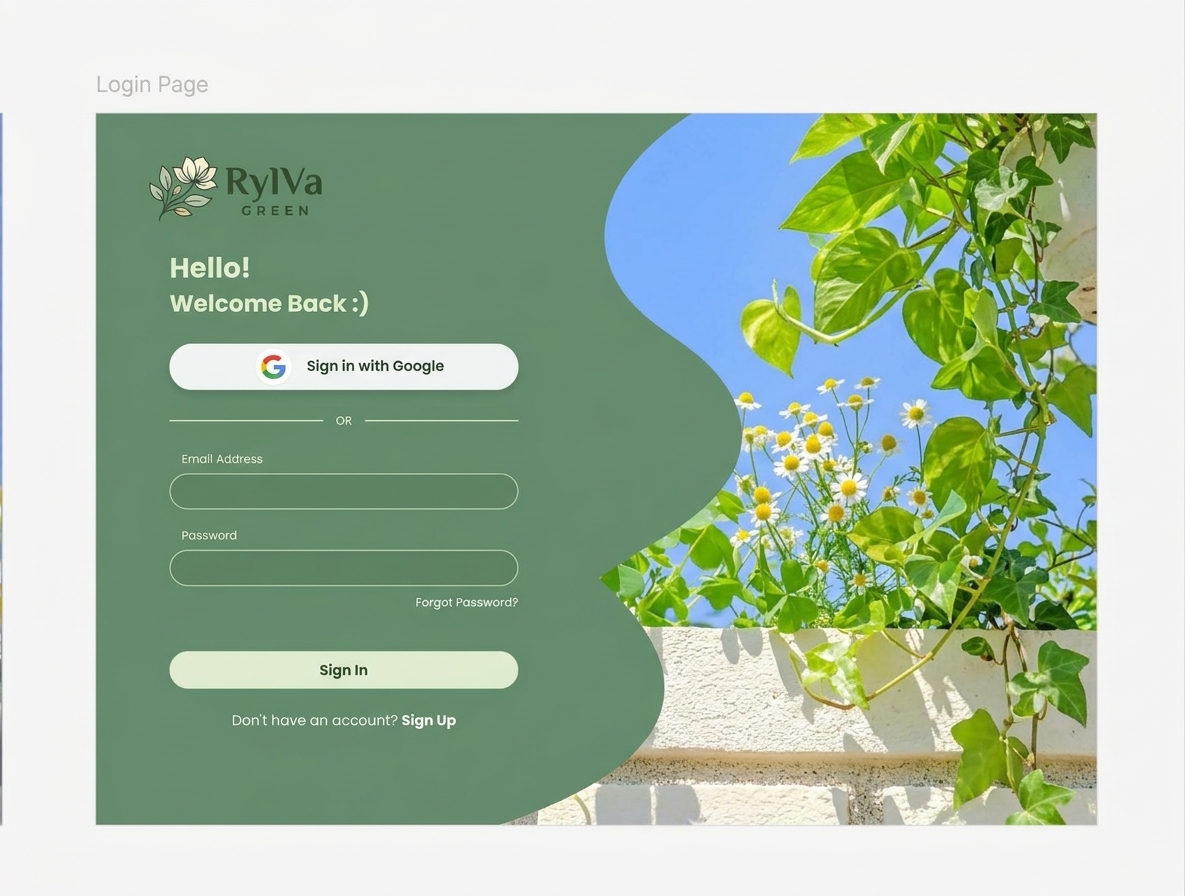 Login Page
RylVa
GREEN
Hello!
Welcome Back :)
Sign in with Google
OR
Email Address
Password
Forgot Password?
Sign In
Don't have an account? Sign Up